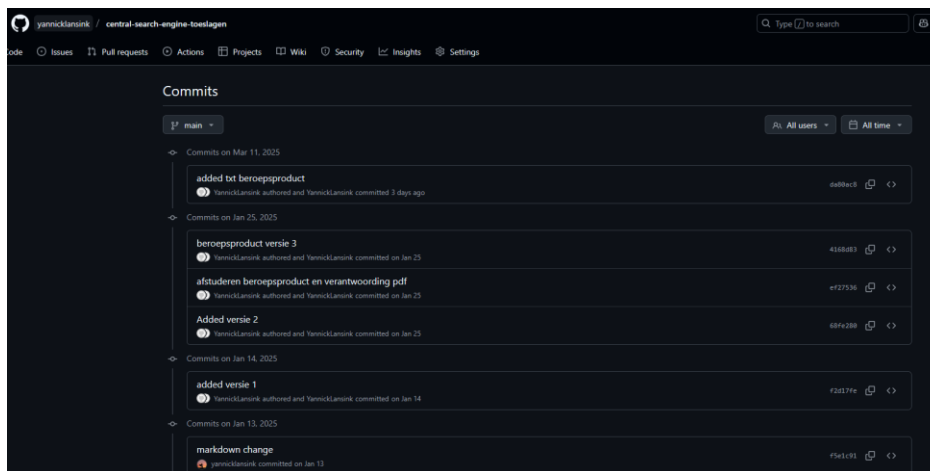 yannicklansink / central-search-engine-toeslagen
Type / to search
Code Issues Pull requests Actions Projects Wiki Security Insights Settings
Commits
main All users All time
Commits on Mar 11, 2025
added txt beroepsproduct
YannickLansink authored and YannickLansink committed 3 days ago
da80ac8
Commits on Jan 25, 2025
beroepsproduct versie 3
YannickLansink authored and YannickLansink committed on Jan 25
4168d83
afstuderen beroepsproduct en verantwoording pdf
YannickLansink authored and YannickLansink committed on Jan 25
ef27536
Added versie 2
YannickLansink authored and YannickLansink committed on Jan 25
68fe280
Commits on Jan 14, 2025
added versie 1
YannickLansink authored and YannickLansink committed on Jan 14
f2d17fe
Commits on Jan 13, 2025
markdown change
yannicklansink committed on Jan 13
f5e1c91